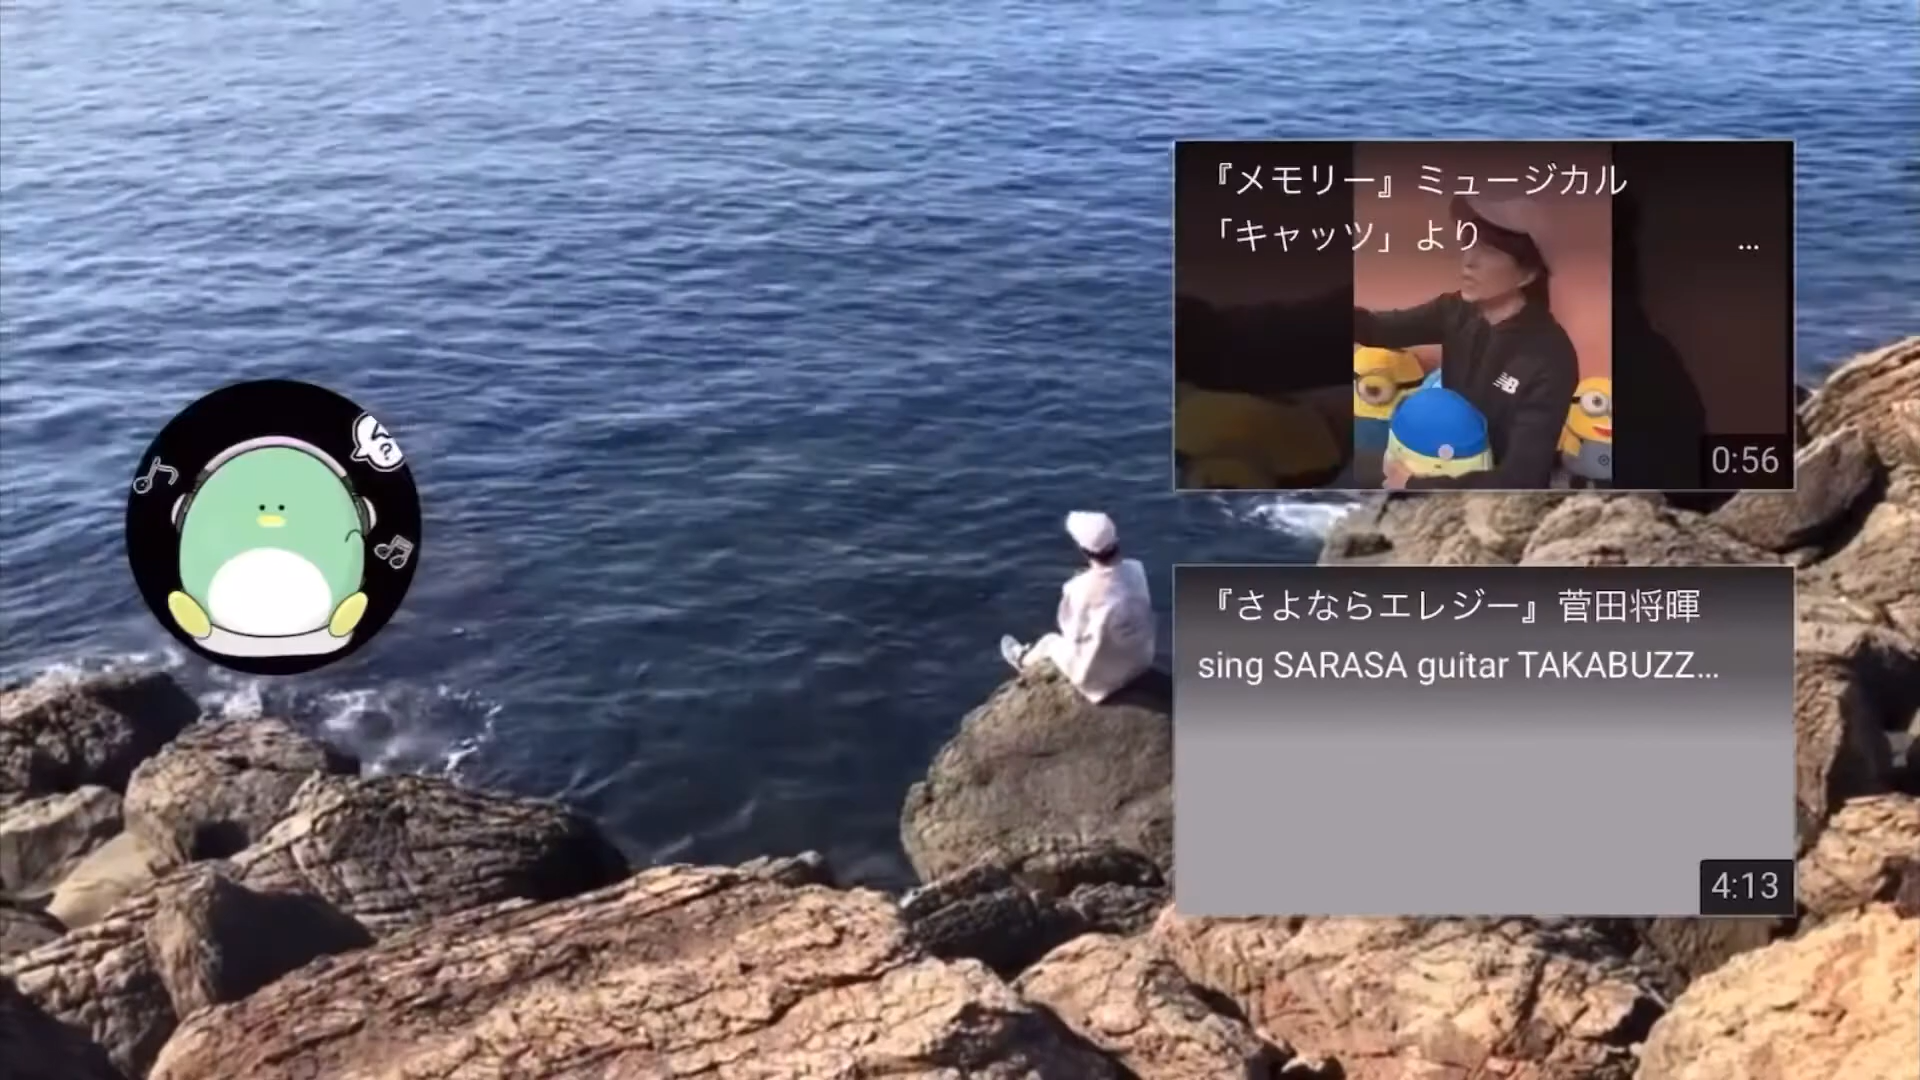 『メモリー』ミュージカル
「キャッツ」より ...
0:56
『さよならエレジー』菅田将暉
sing SARASA guitar TAKABUZZ...
4:13
?